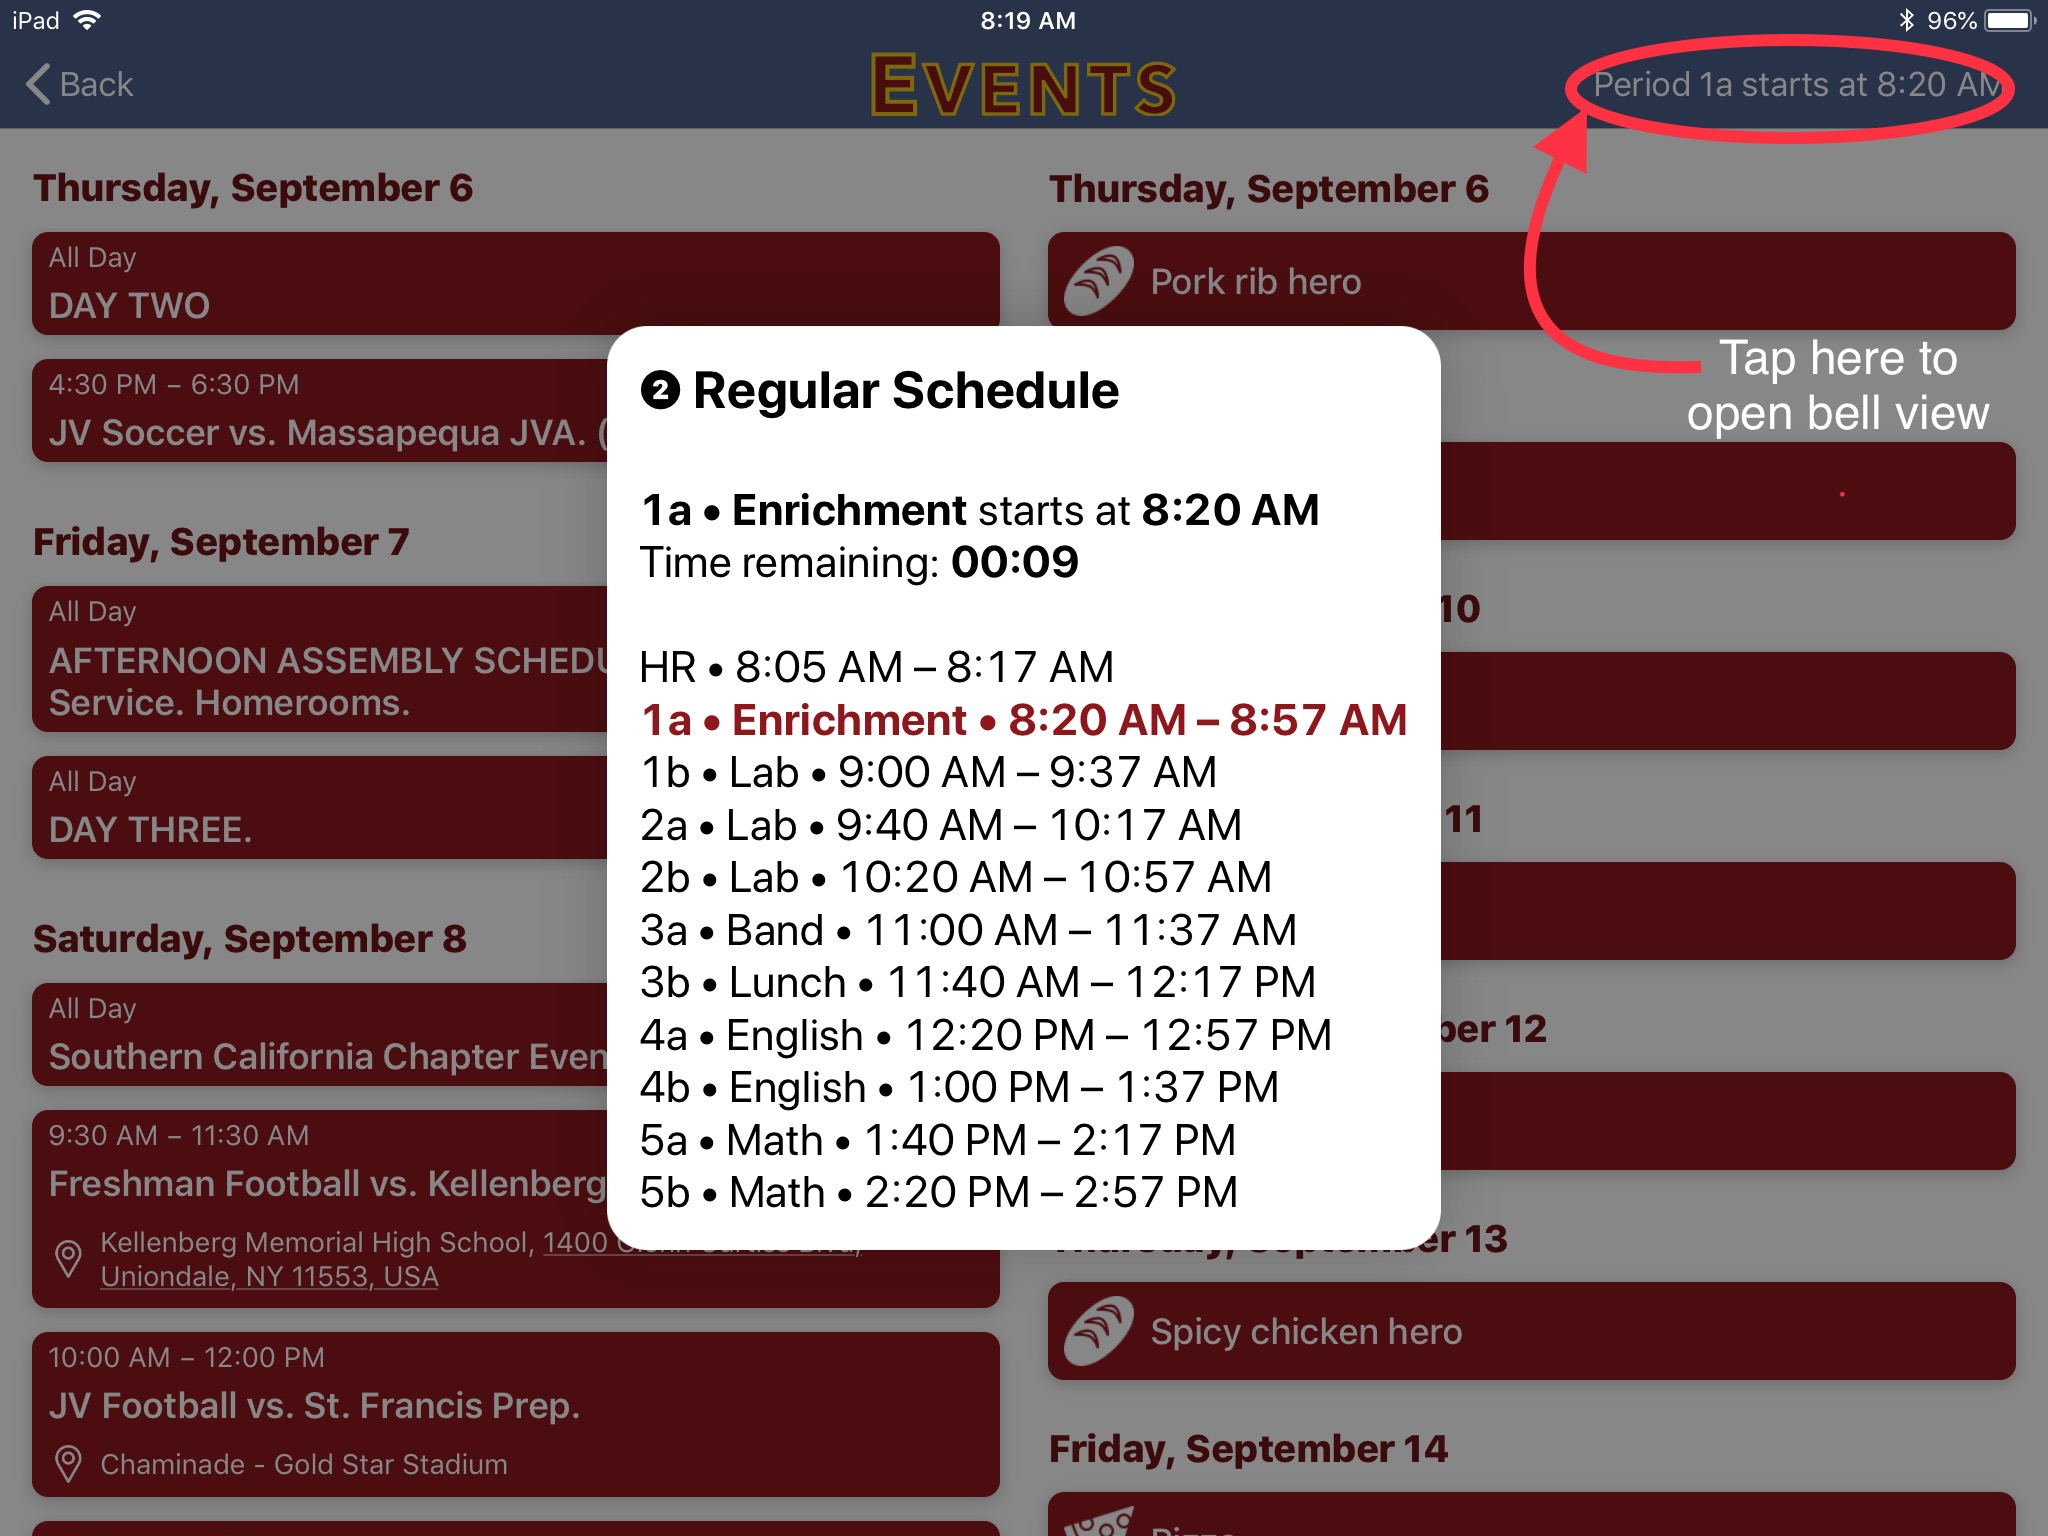 iPad
8:19 AM
96%
Back
EVENTS
Period 1a starts at 8:20 AM
Thursday, September 6
All Day
DAY TWO
4:30 PM – 6:30 PM
JV Soccer vs. Massapequa JVA. (
Friday, September 7
All Day
AFTERNOON ASSEMBLY
Service. Homerooms.
All Day
DAY THREE.
Saturday, September 8
All Day
Southern California Chapter
9:30 AM – 11:30 AM
Freshman Football vs. Kellenberg
Kellenberg Memorial High School, 1400
Uniondale, NY 11553, USA
10:00 AM – 12:00 PM
JV Football vs. St. Francis Prep.
Chaminade - Gold Star Stadium
Thursday, September 6
Pork rib hero
Tap here to
open bell view
10
11
12
13
Spicy chicken hero
Friday, September 14
❷ Regular Schedule
1a • Enrichment starts at 8:20 AM
Time remaining: 00:09
HR • 8:05 AM – 8:17 AM
1a • Enrichment • 8:20 AM – 8:57 AM
1b • Lab • 9:00 AM – 9:37 AM
2a • Lab • 9:40 AM – 10:17 AM
2b • Lab • 10:20 AM – 10:57 AM
3a • Band • 11:00 AM – 11:37 AM
3b • Lunch • 11:40 AM – 12:17 PM
4a • English • 12:20 PM – 12:57 PM
4b • English • 1:00 PM – 1:37 PM
5a • Math • 1:40 PM – 2:17 PM
5b • Math • 2:20 PM – 2:57 PM